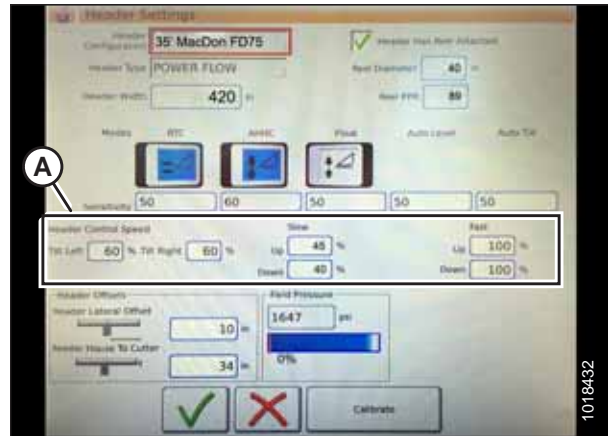 Header Settings
Header Configuration 35' MacDon FD75 Header Has Reel Attached
Header Type POWER FLOW Reel Diameter 40 in
Header Width 420 in Reel PPR 89
Modes RTC AHHC Float Auto Level Auto Tilt
Sensitivity 50 60 50 50 50
A
Header Control Speed Slow Fast
Tilt Left 60 % Tilt Right 60 % Up 45 % Up 100 %
Down 40 % Down 100 %
Header Offsets Field Pressure
Header Lateral Offset 1647 psi
10
Feeder House To Cutter 0%
34
Calibrate
1018432